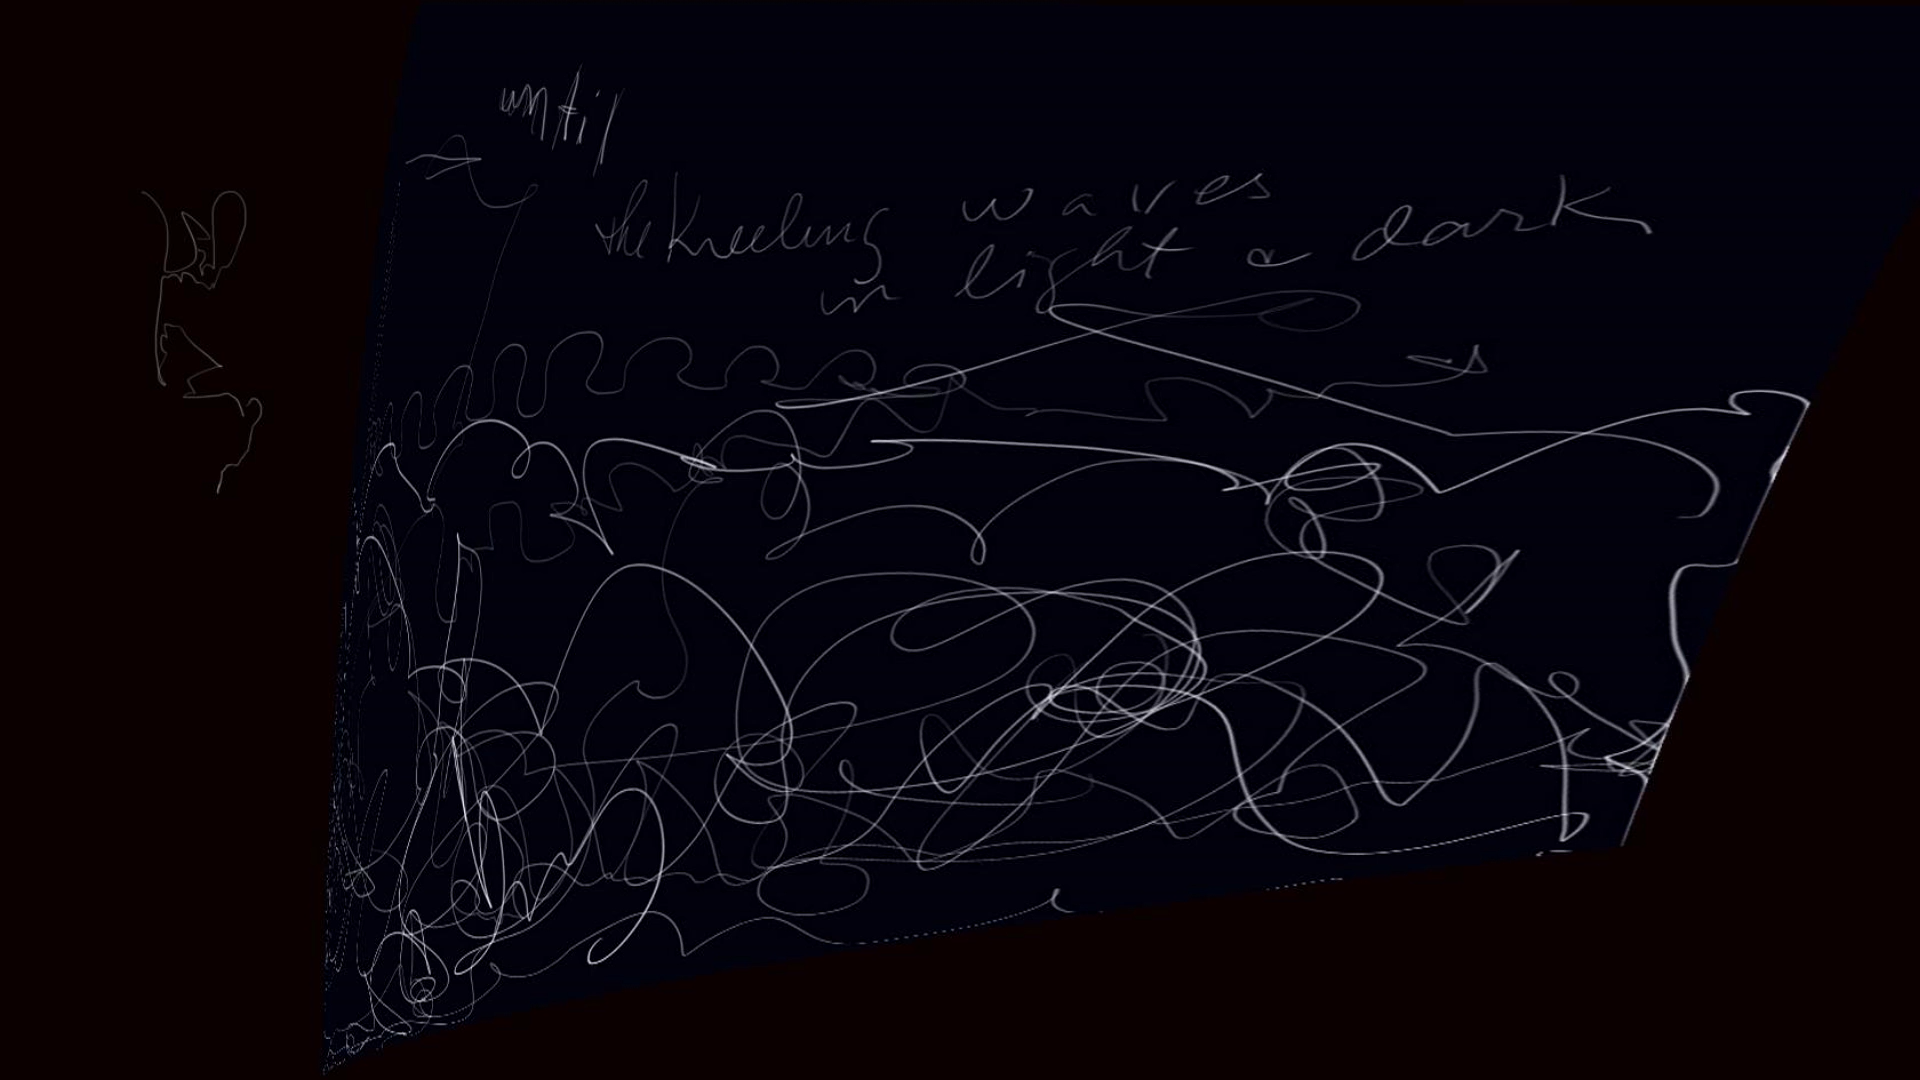 until
the Kneeling waves
in light a dark